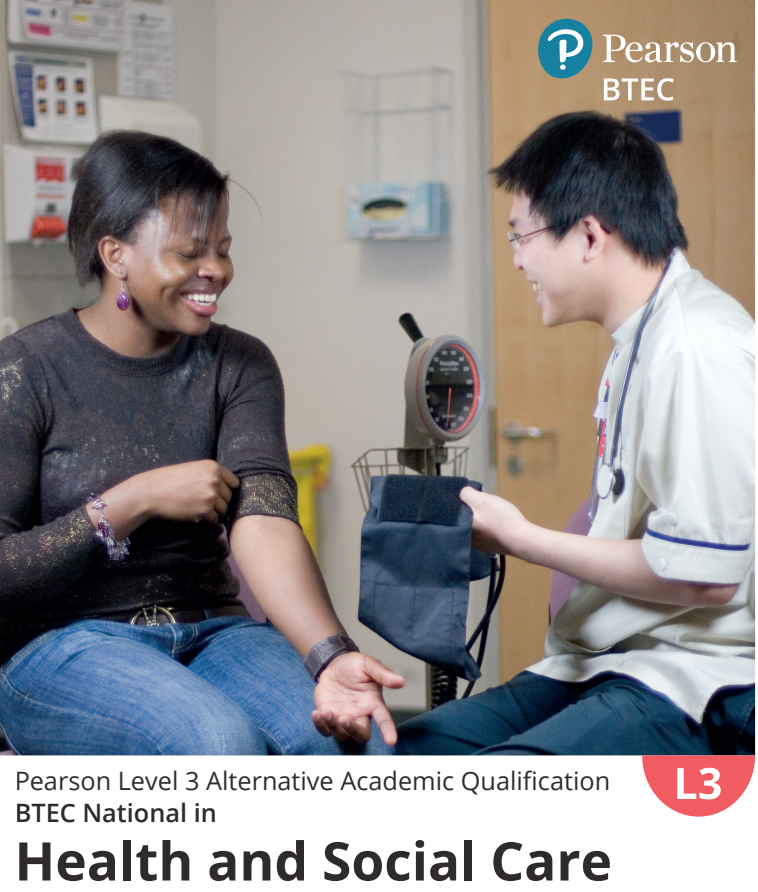 Pearson
BTEC
Pearson Level 3 Alternative Academic Qualification
L3
BTEC National in
Health and Social Care